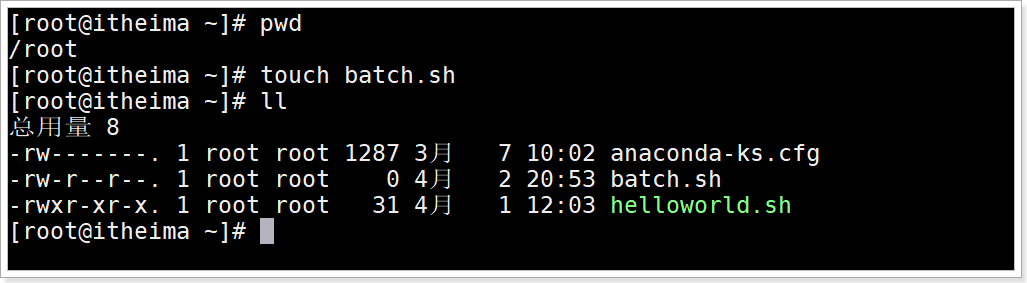 [root@itheima ~]# pwd
/root
[root@itheima ~]# touch batch.sh
[root@itheima ~]# ll
总用量 8
-rw-------. 1 root root 1287 3月   7 10:02 anaconda-ks.cfg
-rw-r--r--. 1 root root    0 4月   2 20:53 batch.sh
-rwxr-xr-x. 1 root root   31 4月   1 12:03 helloworld.sh
[root@itheima ~]#